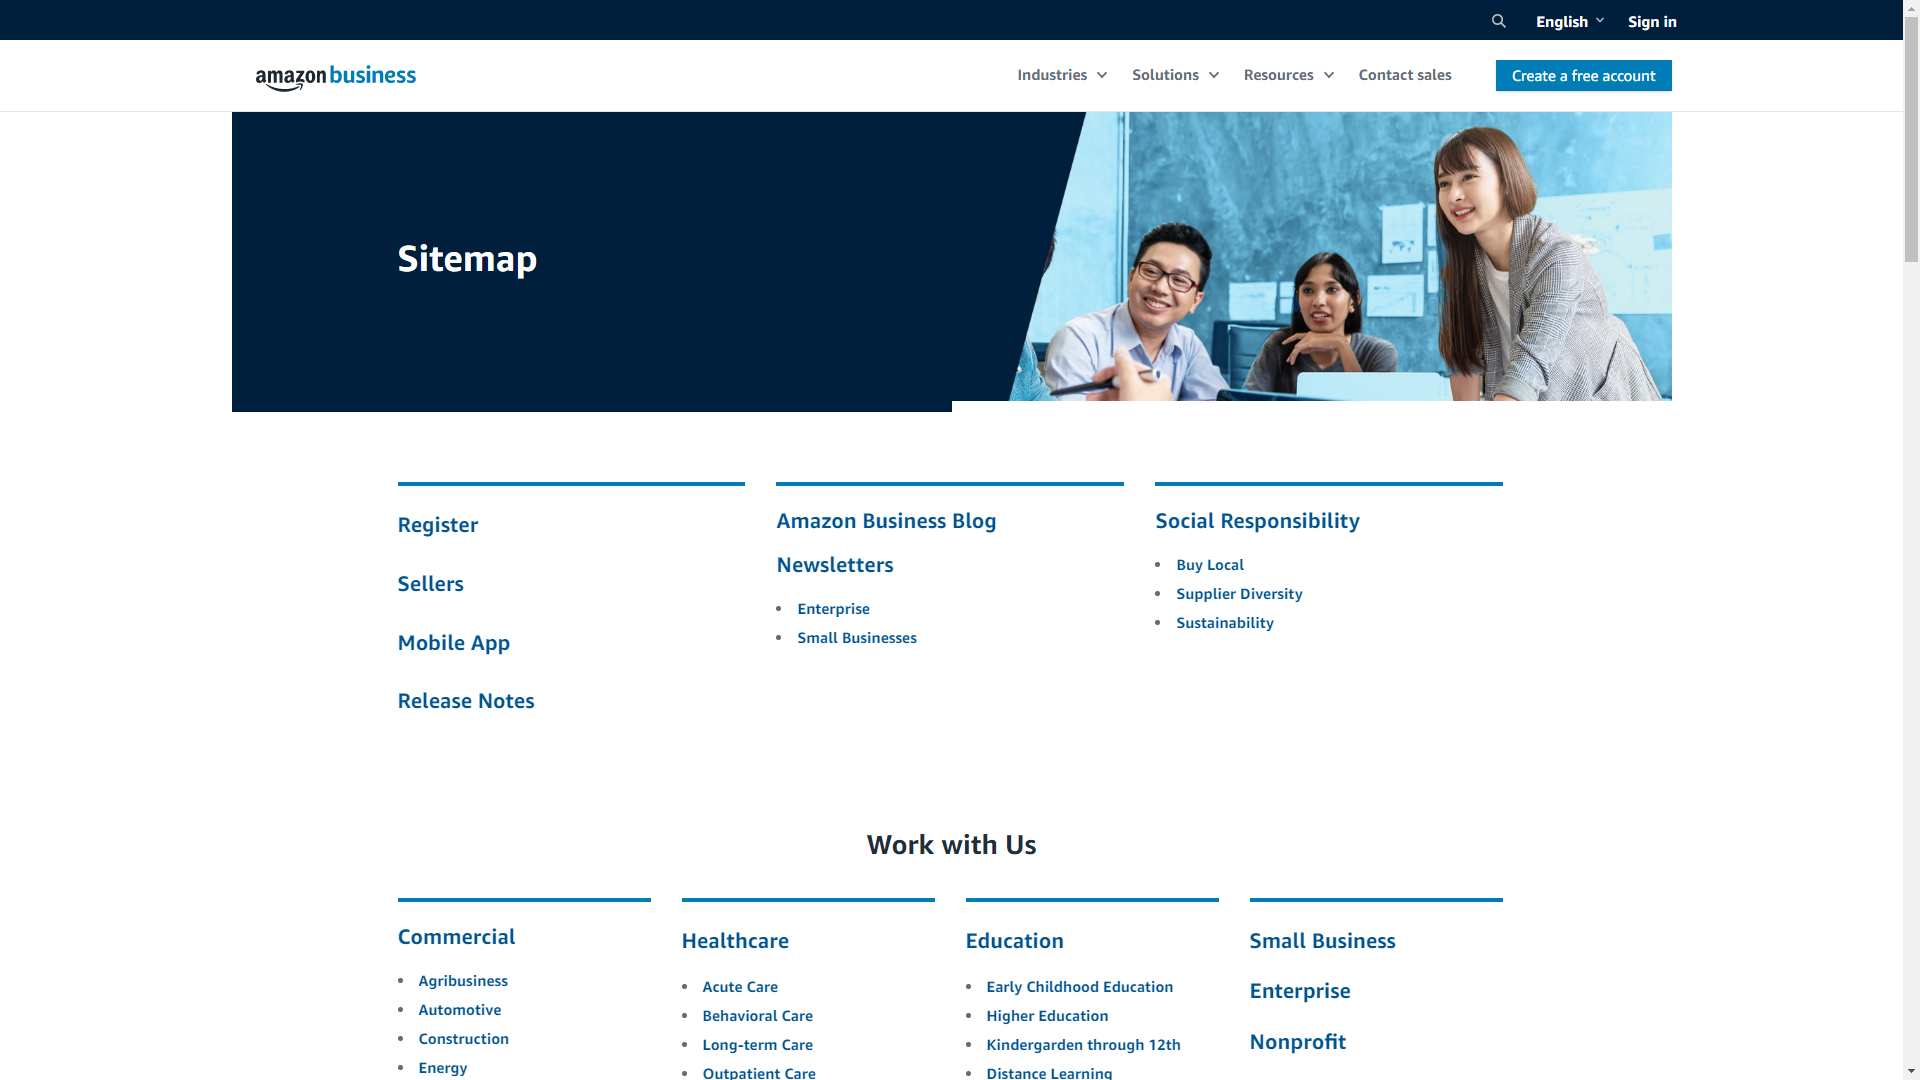 English
Sign in
amazon business
Industries
Solutions
Resources
Contact sales
Create a free account
Sitemap
Register
Sellers
Mobile App
Release Notes
Amazon Business Blog
Newsletters
Enterprise
Small Businesses
Social Responsibility
Buy Local
Supplier Diversity
Sustainability
Work with Us
Commercial
Agribusiness
Automotive
Construction
Energy
Healthcare
Acute Care
Behavioral Care
Long-term Care
Outpatient Care
Education
Early Childhood Education
Higher Education
Kindergarden through 12th
Distance Learning
Small Business
Enterprise
Nonprofit